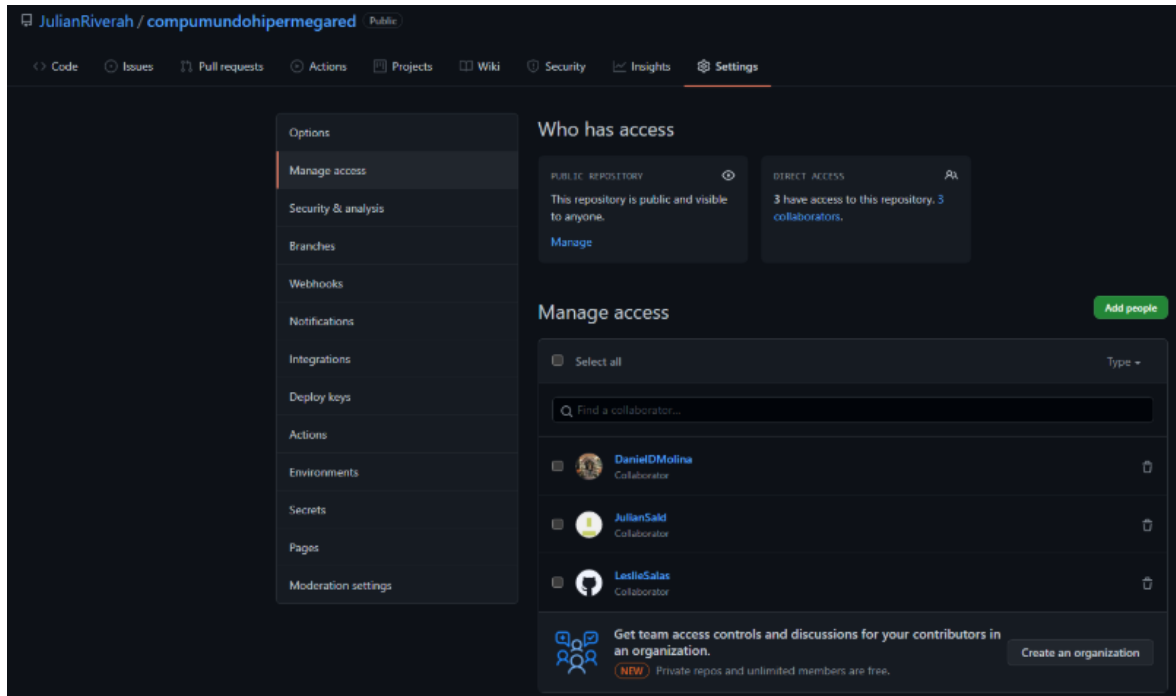 JulianRiverah / compumundohipermegared Public
Code Issues Pull requests Actions Projects Wiki Security Insights Settings
Options
Manage access
Security & analysis
Branches
Webhooks
Notifications
Integrations
Deploy keys
Actions
Environments
Secrets
Pages
Moderation settings
Who has access
PUBLIC REPOSITORY
This repository is public and visible
to anyone.
Manage
DIRECT ACCESS
3 have access to this repository. 3
collaborators.
Manage access
Add people
Select all
Type
Find a collaborator...
DanielDMolina
Collaborator
JulianSald
Collaborator
LeslieSalas
Collaborator
Get team access controls and discussions for your contributors in
an organization.
NEW Private repos and unlimited members are free.
Create an organization